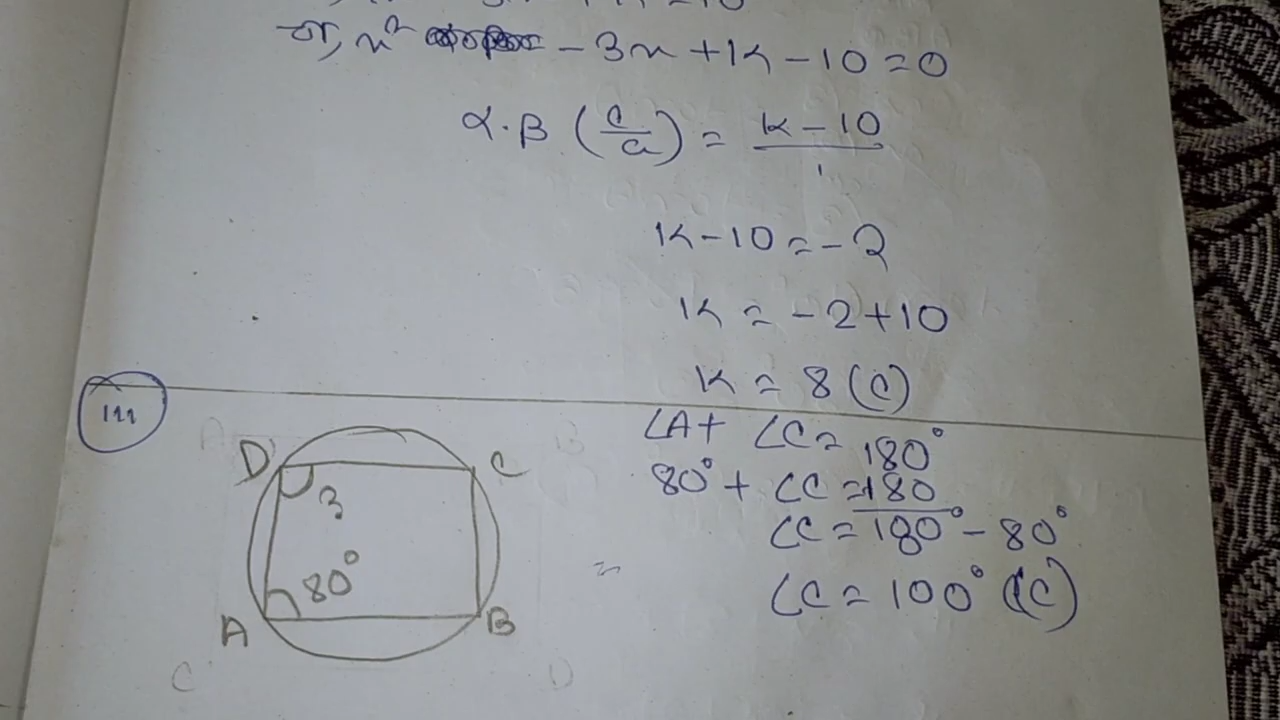 বা, x² - 3x + K - 10 = 0
α.β (c/a) = K - 10 / 1
K - 10 = - 2
K = - 2 + 10
K = 8 (C)
iii
∠A + ∠C = 180°
80° + ∠C = 180
∠C = 180° - 80°
=
∠C = 100° (C)
D C
3
80°
A B